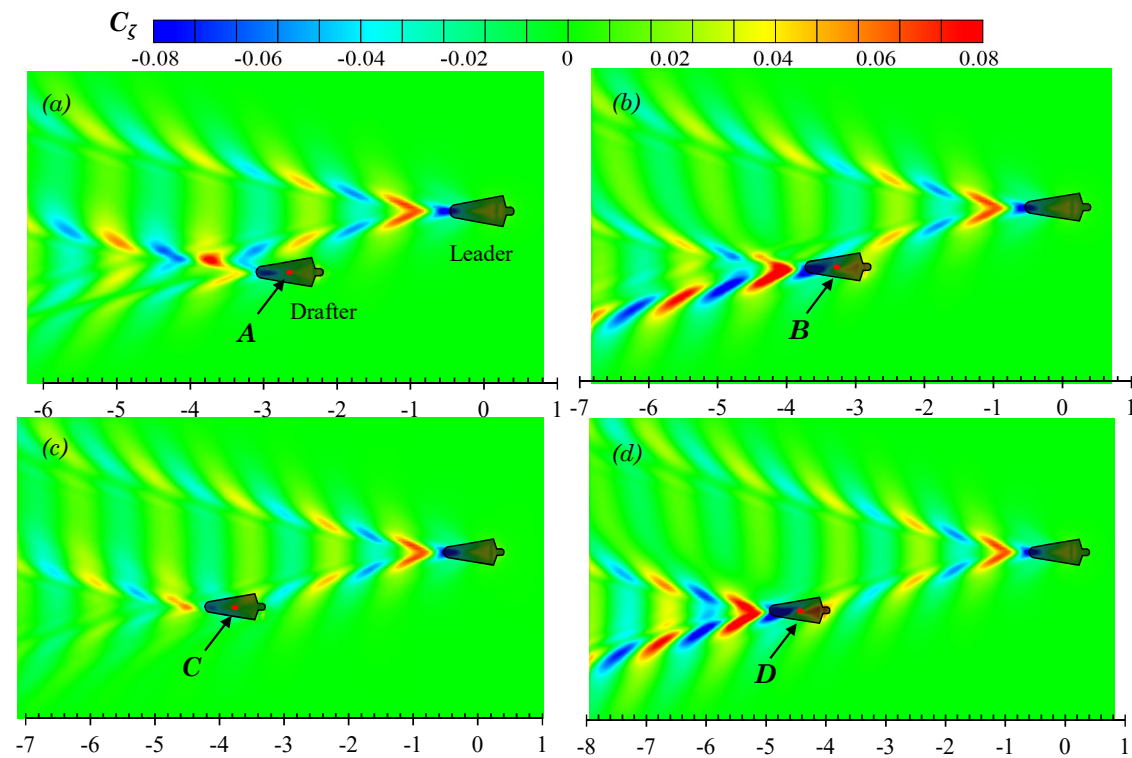 C_ζ
-0.08 -0.06 -0.04 -0.02 0 0.02 0.04 0.06 0.08
(a) (b)
Leader
Drafter
A B
-6 -5 -4 -3 -2 -1 0 1 -7 -6 -5 -4 -3 -2 -1 0 1
(c) (d)
C D
-7 -6 -5 -4 -3 -2 -1 0 1 -8 -7 -6 -5 -4 -3 -2 -1 0 1